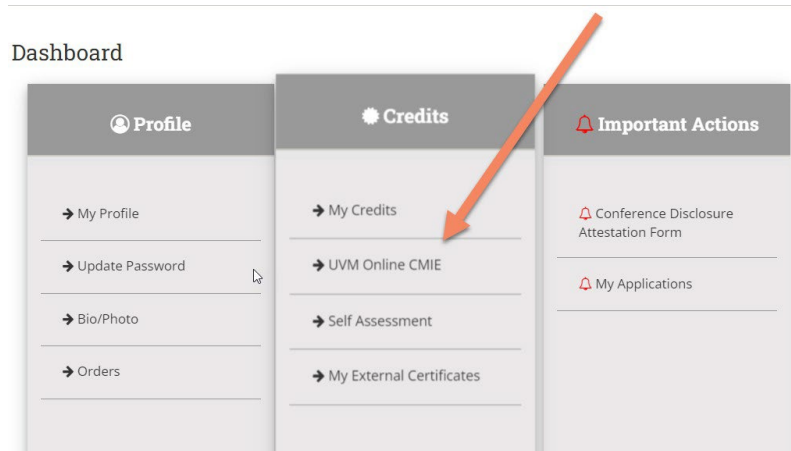 Dashboard
Profile
My Profile
Update Password
Bio/Photo
Orders
Credits
My Credits
UVM Online CMIE
Self Assessment
My External Certificates
Important Actions
Conference Disclosure
Attestation Form
My Applications